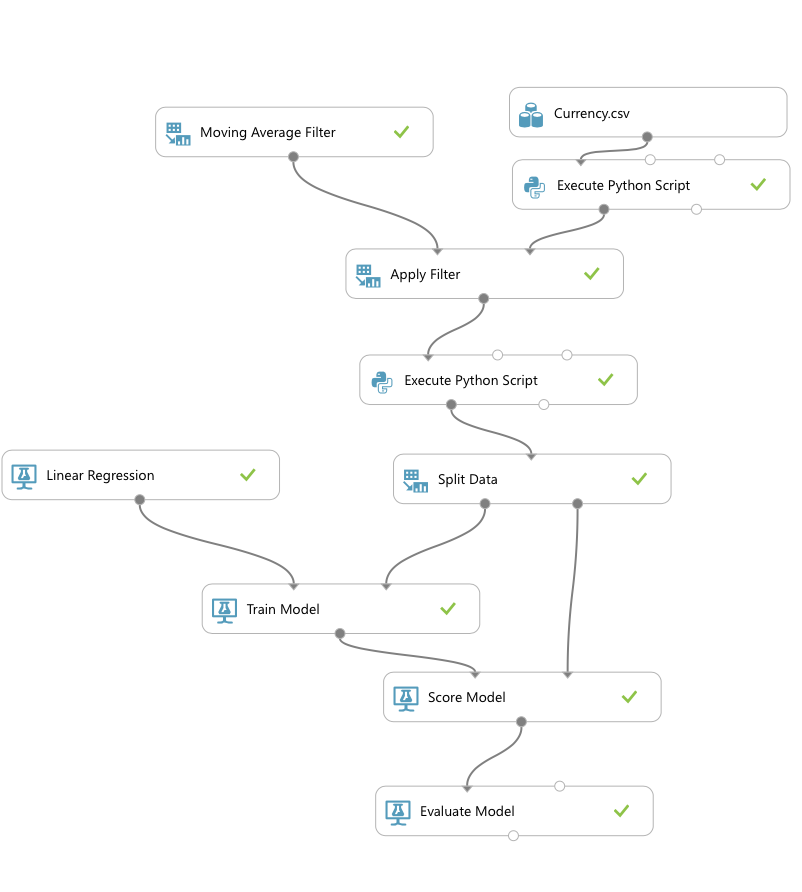 Currency.csv
Moving Average Filter
Execute Python Script
Apply Filter
Execute Python Script
Linear Regression
Split Data
Train Model
Score Model
Evaluate Model